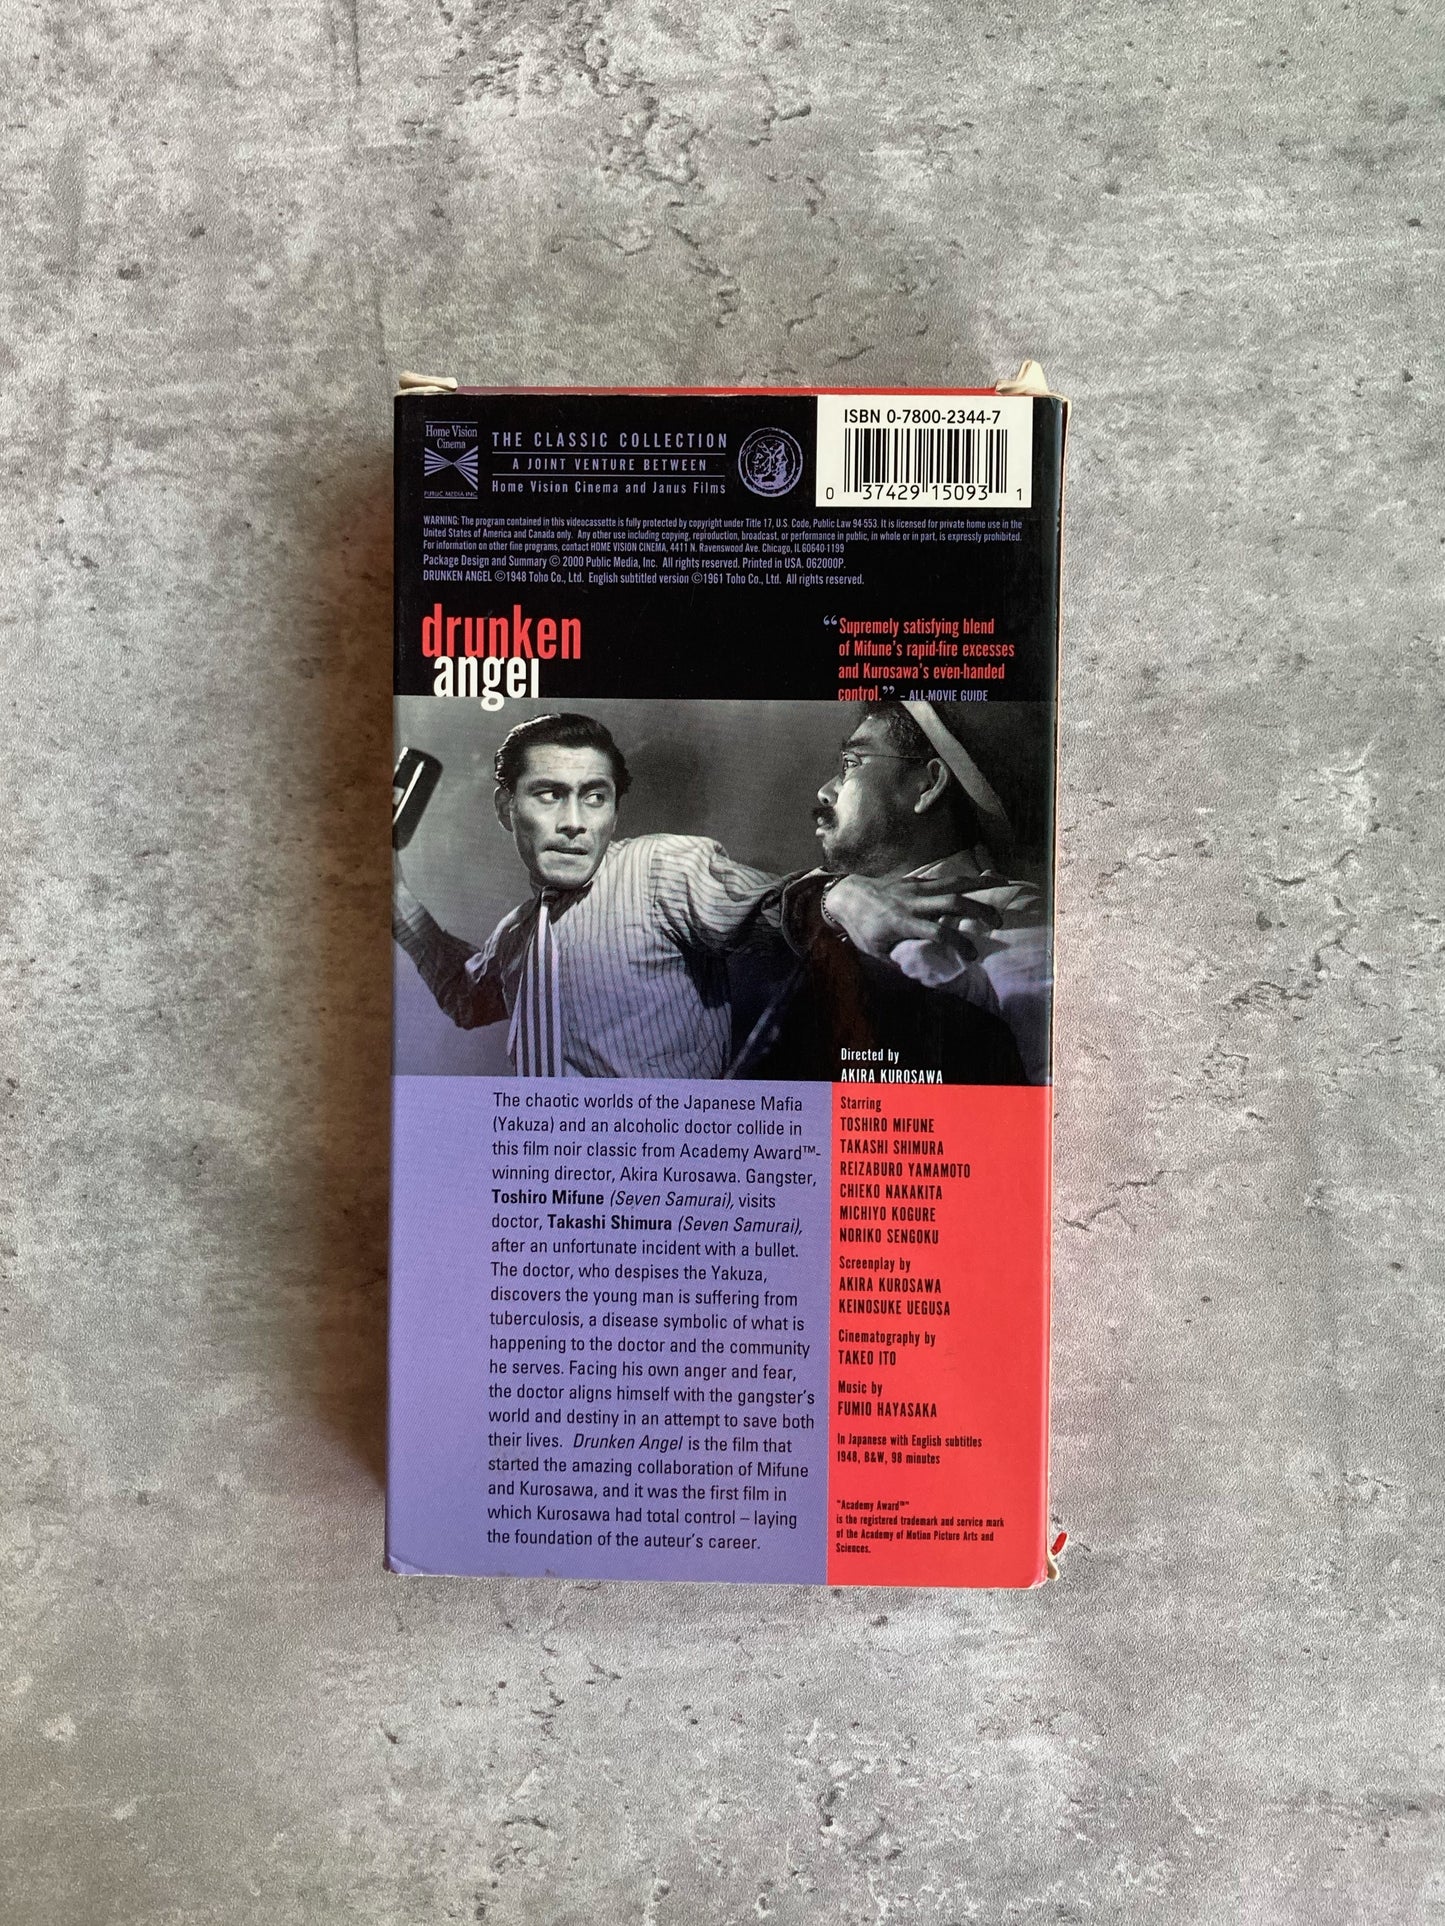 Home Vision
Cinema
PUBLIC MEDIA INC.
THE CLASSIC COLLECTION
A JOINT VENTURE BETWEEN
Home Vision Cinema and Janus Films
ISBN 0-7800-2344-7
0 37429 15093 1
WARNING: The program contained in this videocassette is fully protected by copyright under Title 17, U.S. Code, Public Law 94-553. It is licensed for private home use in the
United States of America and Canada only. Any other use including copying, reproduction, broadcast, or performance in public, in whole or in part, is expressly prohibited.
For information on other fine programs, contact HOME VISION CINEMA, 4411 N. Ravenswood Ave. Chicago, IL 60640-1199
Package Design and Summary © 2000 Public Media, Inc. All rights reserved. Printed in USA. 062000P.
DRUNKEN ANGEL ©1948 Toho Co., Ltd. English subtitled version ©1961 Toho Co., Ltd. All rights reserved.
drunken
angel
“Supremely satisfying blend
of Mifune's rapid-fire excesses
and Kurosawa's even-handed
control.” – ALL-MOVIE GUIDE
Directed by
AKIRA KUROSAWA
The chaotic worlds of the Japanese Mafia
(Yakuza) and an alcoholic doctor collide in
this film noir classic from Academy Award™-
winning director, Akira Kurosawa. Gangster,
Toshiro Mifune (Seven Samurai), visits
doctor, Takashi Shimura (Seven Samurai),
after an unfortunate incident with a bullet.
The doctor, who despises the Yakuza,
discovers the young man is suffering from
tuberculosis, a disease symbolic of what is
happening to the doctor and the community
he serves. Facing his own anger and fear,
the doctor aligns himself with the gangster's
world and destiny in an attempt to save both
their lives. Drunken Angel is the film that
started the amazing collaboration of Mifune
and Kurosawa, and it was the first film in
which Kurosawa had total control – laying
the foundation of the auteur's career.
Starring
TOSHIRO MIFUNE
TAKASHI SHIMURA
REIZABURO YAMAMOTO
CHIEKO NAKAKITA
MICHIYO KOGURE
NORIKO SENGOKU
Screenplay by
AKIRA KUROSAWA
KEINOSUKE UEGUSA
Cinematography by
TAKEO ITO
Music by
FUMIO HAYASAKA
In Japanese with English subtitles
1948, B&W, 98 minutes
"Academy Award™"
is the registered trademark and service mark
of the Academy of Motion Picture Arts and
Sciences.